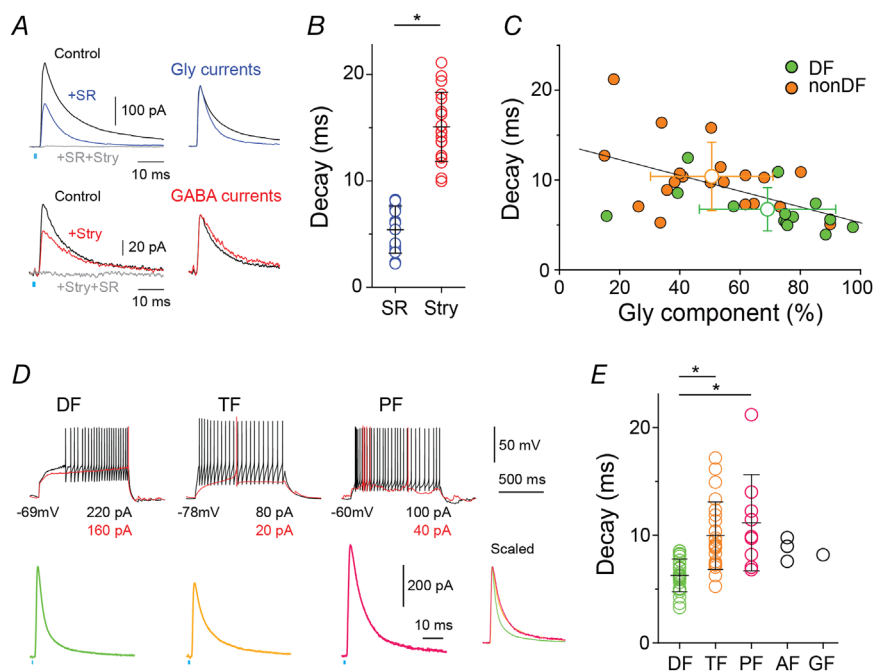 A
Control
+SR
100 pA
+SR+Stry
10 ms
Gly currents
Control
+Stry
20 pA
+Stry+SR
10 ms
GABA currents
B
*
Decay (ms)
20
10
0
SR Stry
C
DF
nonDF
Decay (ms)
20
10
0
0 20 40 60 80 100
Gly component (%)
D
DF TF PF
50 mV
500 ms
-69mV 220 pA -78mV 80 pA -60mV 100 pA
160 pA 20 pA 40 pA
200 pA
10 ms
Scaled
E
*
*
Decay (ms)
20
10
0
DF TF PF AF GF